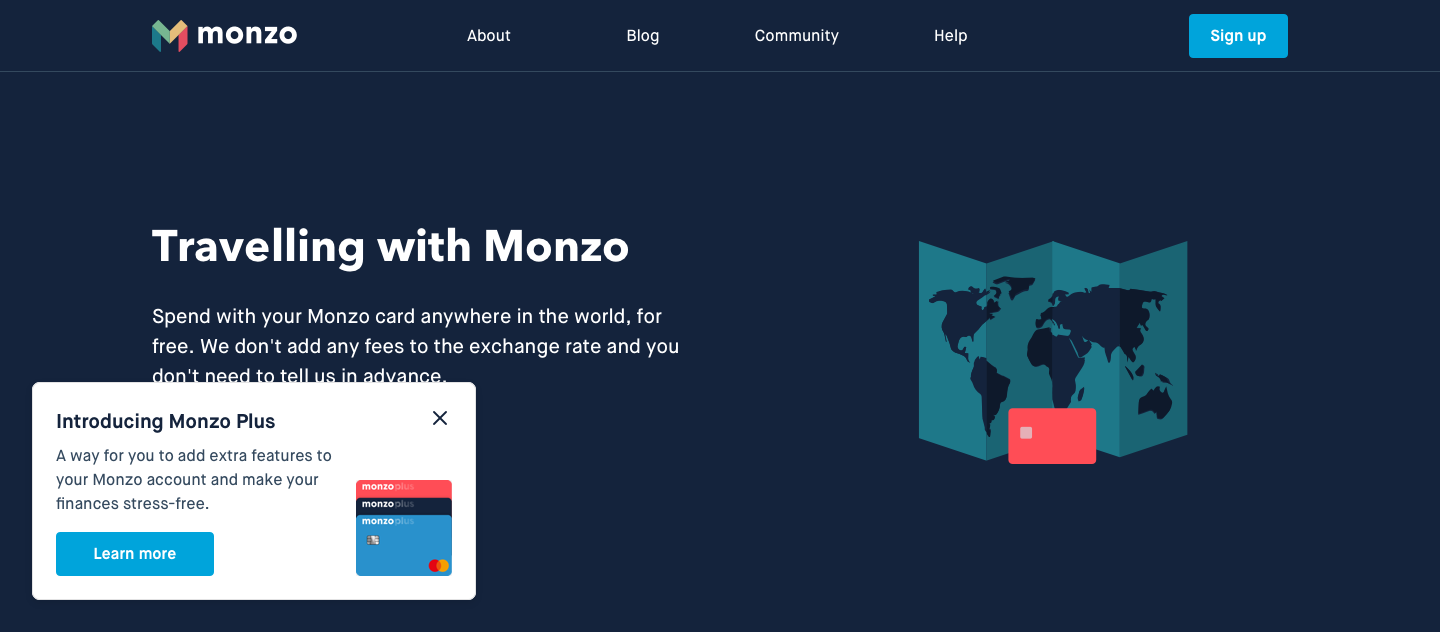 monzo
About
Blog
Community
Help
Sign up
Travelling with Monzo
Spend with your Monzo card anywhere in the world, for
free. We don't add any fees to the exchange rate and you
don't need to tell us in advance.
Introducing Monzo Plus
A way for you to add extra features to
your Monzo account and make your
finances stress-free.
Learn more
monzo plus
monzo plus
monzo plus